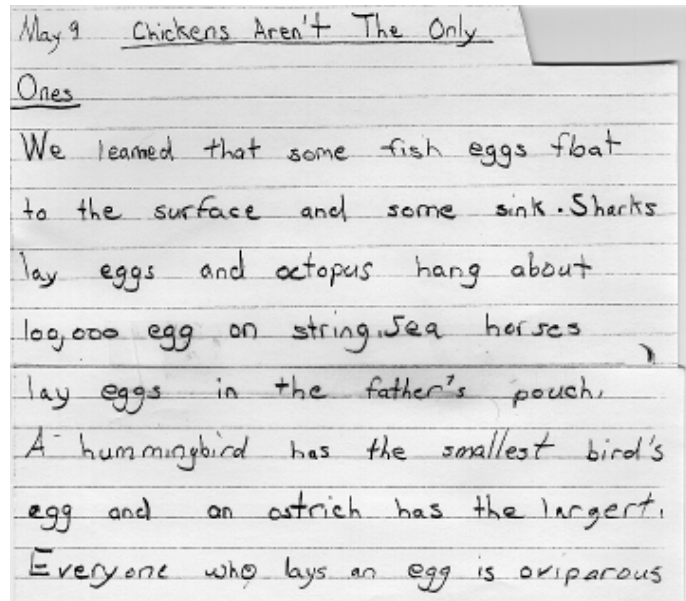 May 9 Chickens Aren't The Only
Ones
We learned that some fish eggs float
to the surface and some sink. Sharks
lay eggs and octopus hang about
100,000 egg on string. Sea horses
lay eggs in the father's pouch.
A hummingbird has the smallest bird's
egg and an ostrich has the largert.
Everyone who lays an egg is oviparous